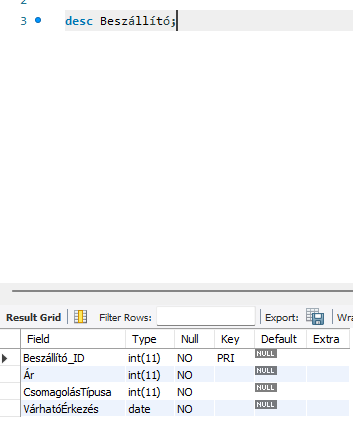 2
3 desc Beszállító;
Result Grid Filter Rows: Export: Wra
Field Type Null Key Default Extra
Beszállító_ID int(11) NO PRI NULL
Ár int(11) NO NULL
CsomagolásTípusa int(11) NO NULL
VárhatóÉrkezés date NO NULL